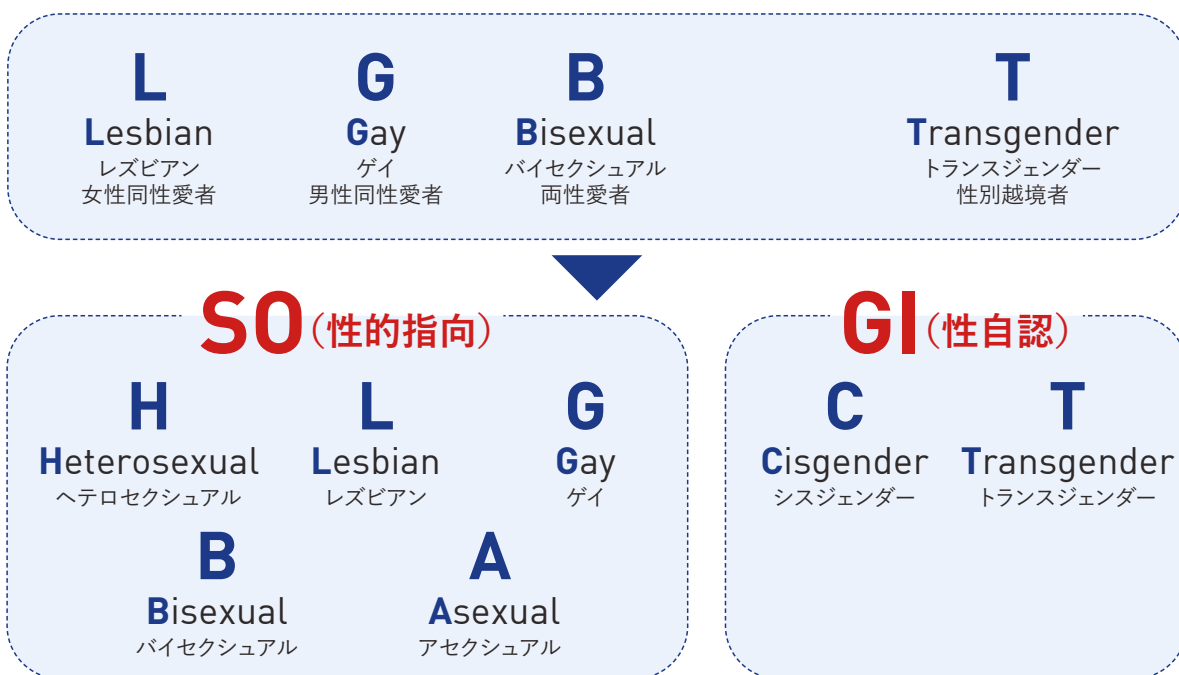 L G B T
Lesbian Gay Bisexual Transgender
レズビアン ゲイ バイセクシュアル トランスジェンダー
女性同性愛者 男性同性愛者 両性愛者 性別越境者
SO(性的指向)
H L G
Heterosexual Lesbian Gay
ヘテロセクシュアル レズビアン ゲイ
B A
Bisexual Asexual
バイセクシュアル アセクシュアル
GI(性自認)
C T
Cisgender Transgender
シスジェンダー トランスジェンダー